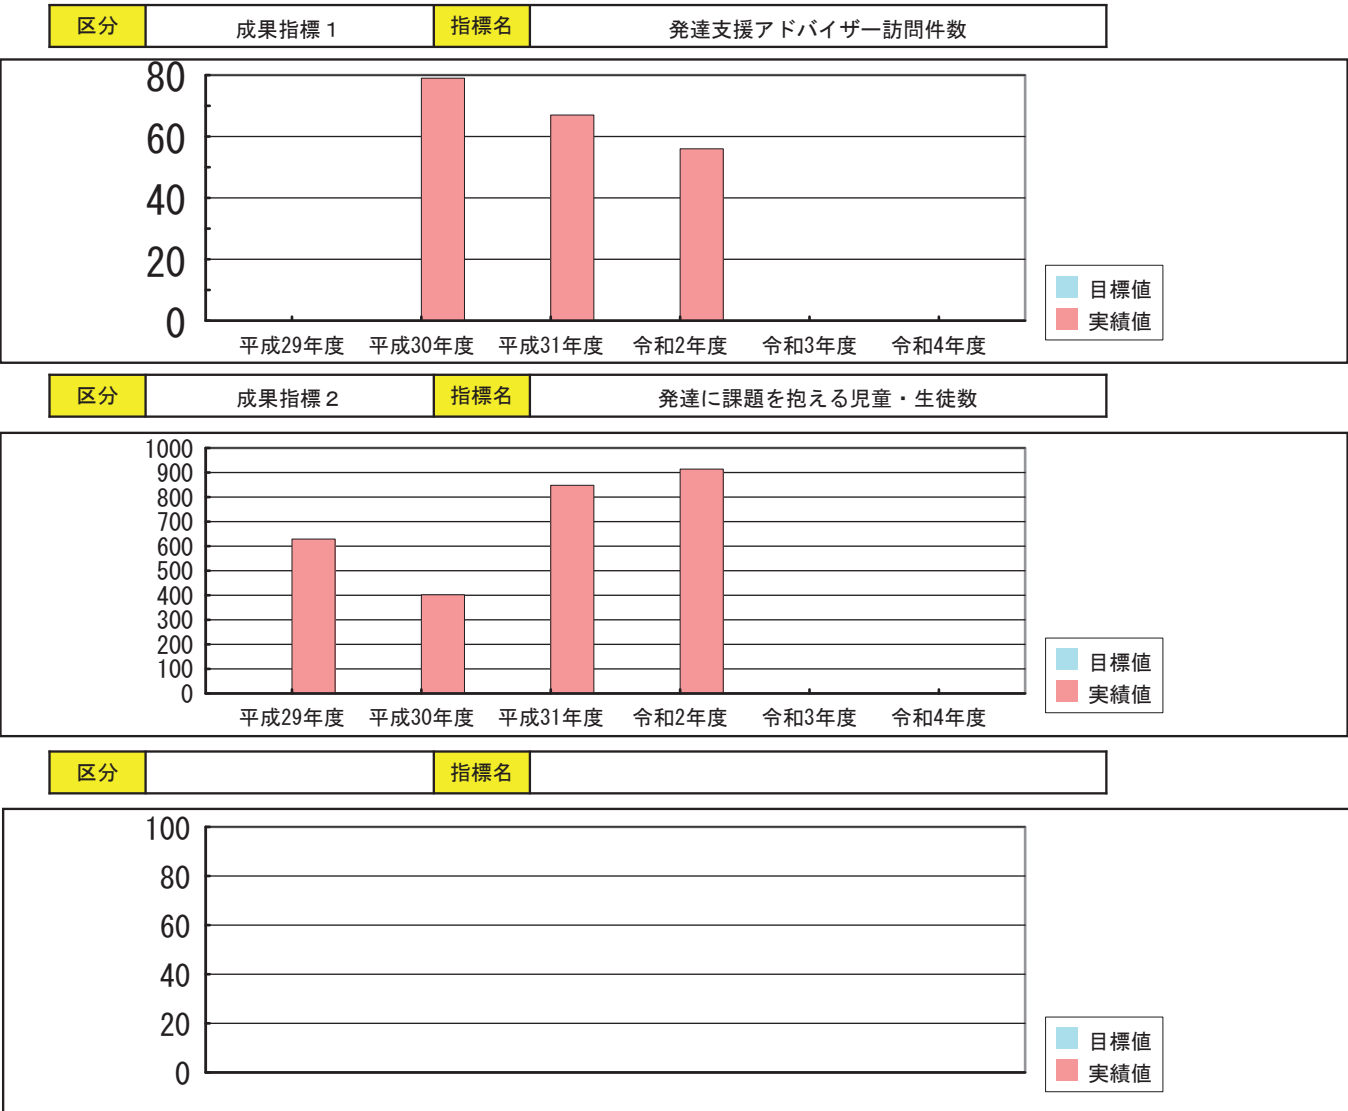 区分 成果指標１ 指標名 発達支援アドバイザー訪問件数
80
60
40
20
0
平成29年度 平成30年度 平成31年度 令和2年度 令和3年度 令和4年度
目標値
実績値
区分 成果指標２ 指標名 発達に課題を抱える児童・生徒数
1000
900
800
700
600
500
400
300
200
100
0
平成29年度 平成30年度 平成31年度 令和2年度 令和3年度 令和4年度
目標値
実績値
区分 指標名
100
80
60
40
20
0
目標値
実績値